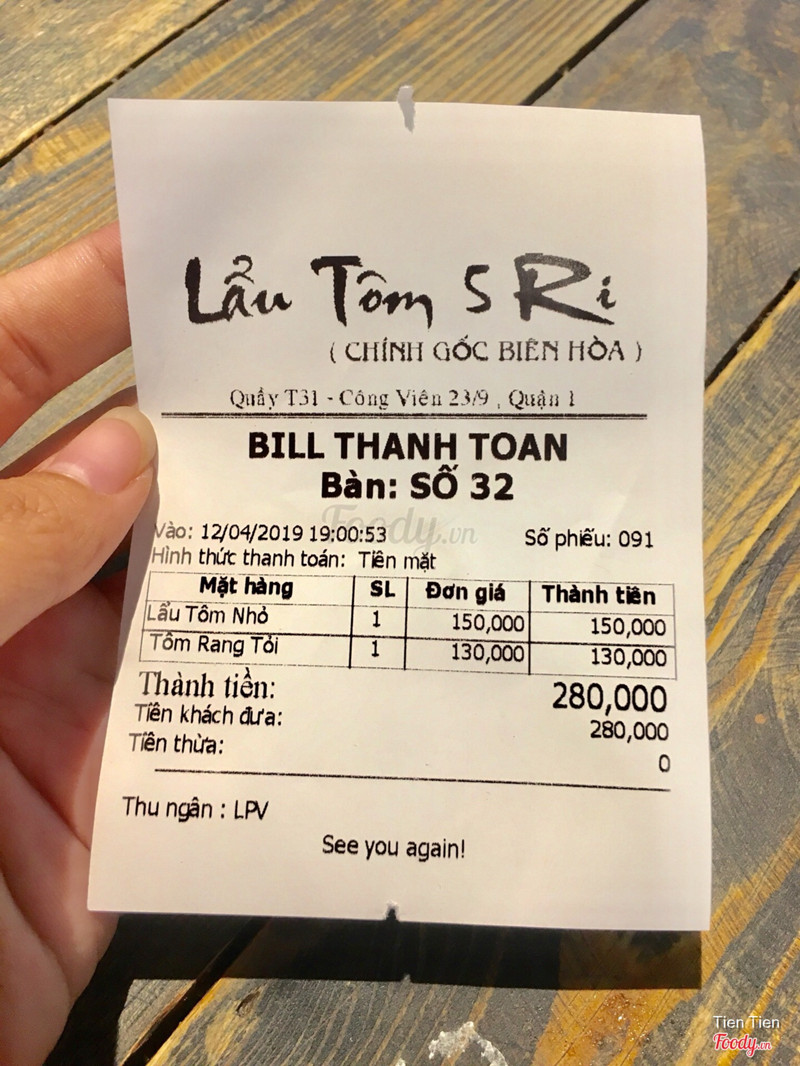 Lẩu Tôm 5 Ri
( CHÍNH GỐC BIÊN HÒA )
Quầy T31 - Công Viên 23/9 , Quận 1
BILL THANH TOAN
Bàn: SỐ 32
Foody.vn
Vào: 12/04/2019 19:00:53 Số phiếu: 091
Hình thức thanh toán: Tiền mặt
Mặt hàng SL Đơn giá Thành tiền
Lẩu Tôm Nhỏ 1 150,000 150,000
Tôm Rang Tỏi 1 130,000 130,000
Thành tiền: 280,000
Tiền khách đưa: 280,000
Tiền thừa: 0
Thu ngân : LPV
See you again!
Tien Tien
Foody.vn